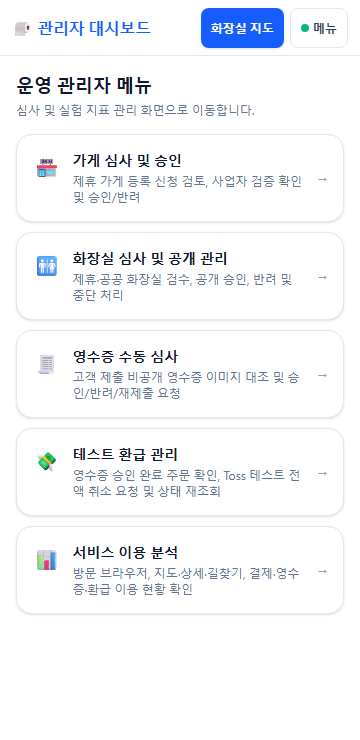 관리자 대시보드
화장실 지도
메뉴
운영 관리자 메뉴
심사 및 실험 지표 관리 화면으로 이동합니다.
가게 심사 및 승인
제휴 가게 등록 신청 검토, 사업자 검증 확인
및 승인/반려
→
화장실 심사 및 공개 관리
제휴·공공 화장실 검수, 공개 승인, 반려 및
중단 처리
→
영수증 수동 심사
고객 제출 비공개 영수증 이미지 대조 및 승
인/반려/재제출 요청
→
테스트 환급 관리
영수증 승인 완료 주문 확인, Toss 테스트 전
액 취소 요청 및 상태 재조회
→
서비스 이용 분석
방문 브라우저, 지도·상세·길찾기, 결제·영수
증·환급 이용 현황 확인
→